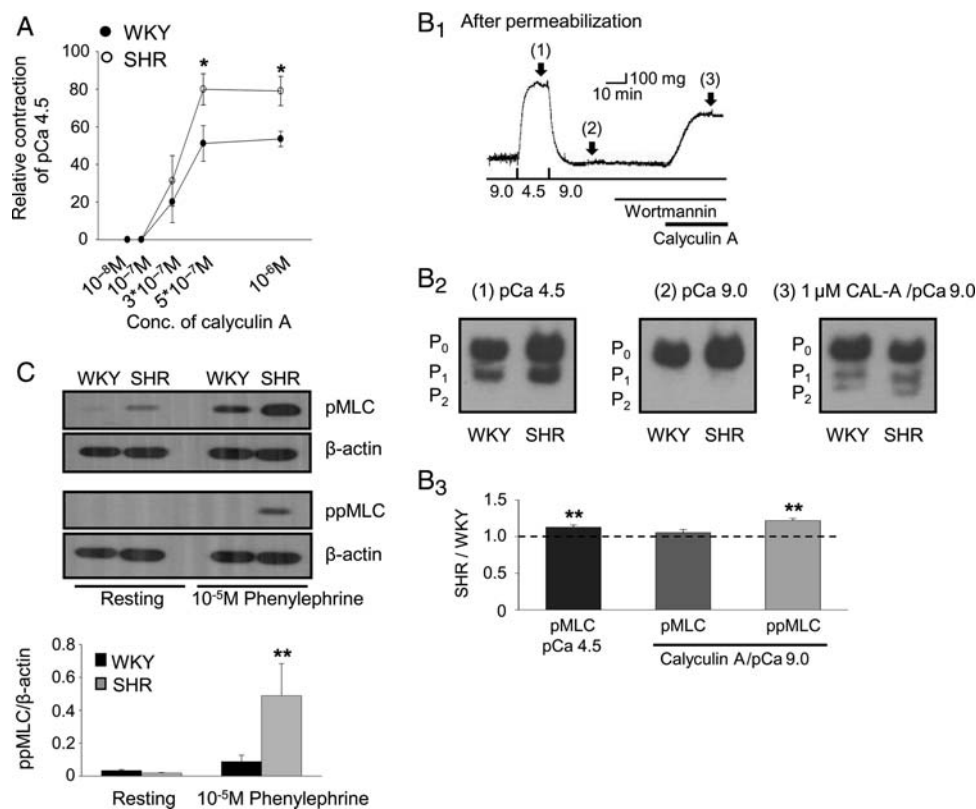 A
WKY
SHR
Relative contraction
of pCa 4.5
100
80
60
40
20
0
*
*
10⁻⁸M
10⁻⁷M
3*10⁻⁷M
5*10⁻⁷M
10⁻⁶M
Conc. of calyculin A
B₁ After permeabilization
(1)
(2)
(3)
100 mg
10 min
9.0 4.5 9.0
Wortmannin
Calyculin A
B₂
(1) pCa 4.5
(2) pCa 9.0
(3) 1 µM CAL-A /pCa 9.0
P₀
P₁
P₂
P₀
P₁
P₂
P₀
P₁
P₂
WKY SHR
WKY SHR
WKY SHR
B₃
SHR / WKY
1.5
1.0
0.5
0
**
**
pMLC
pCa 4.5
pMLC
ppMLC
Calyculin A/pCa 9.0
C
WKY SHR WKY SHR
pMLC
β-actin
ppMLC
β-actin
Resting
10⁻⁵M Phenylephrine
ppMLC/β-actin
0.8
0.6
0.4
0.2
0
WKY
SHR
**
Resting
10⁻⁵M Phenylephrine